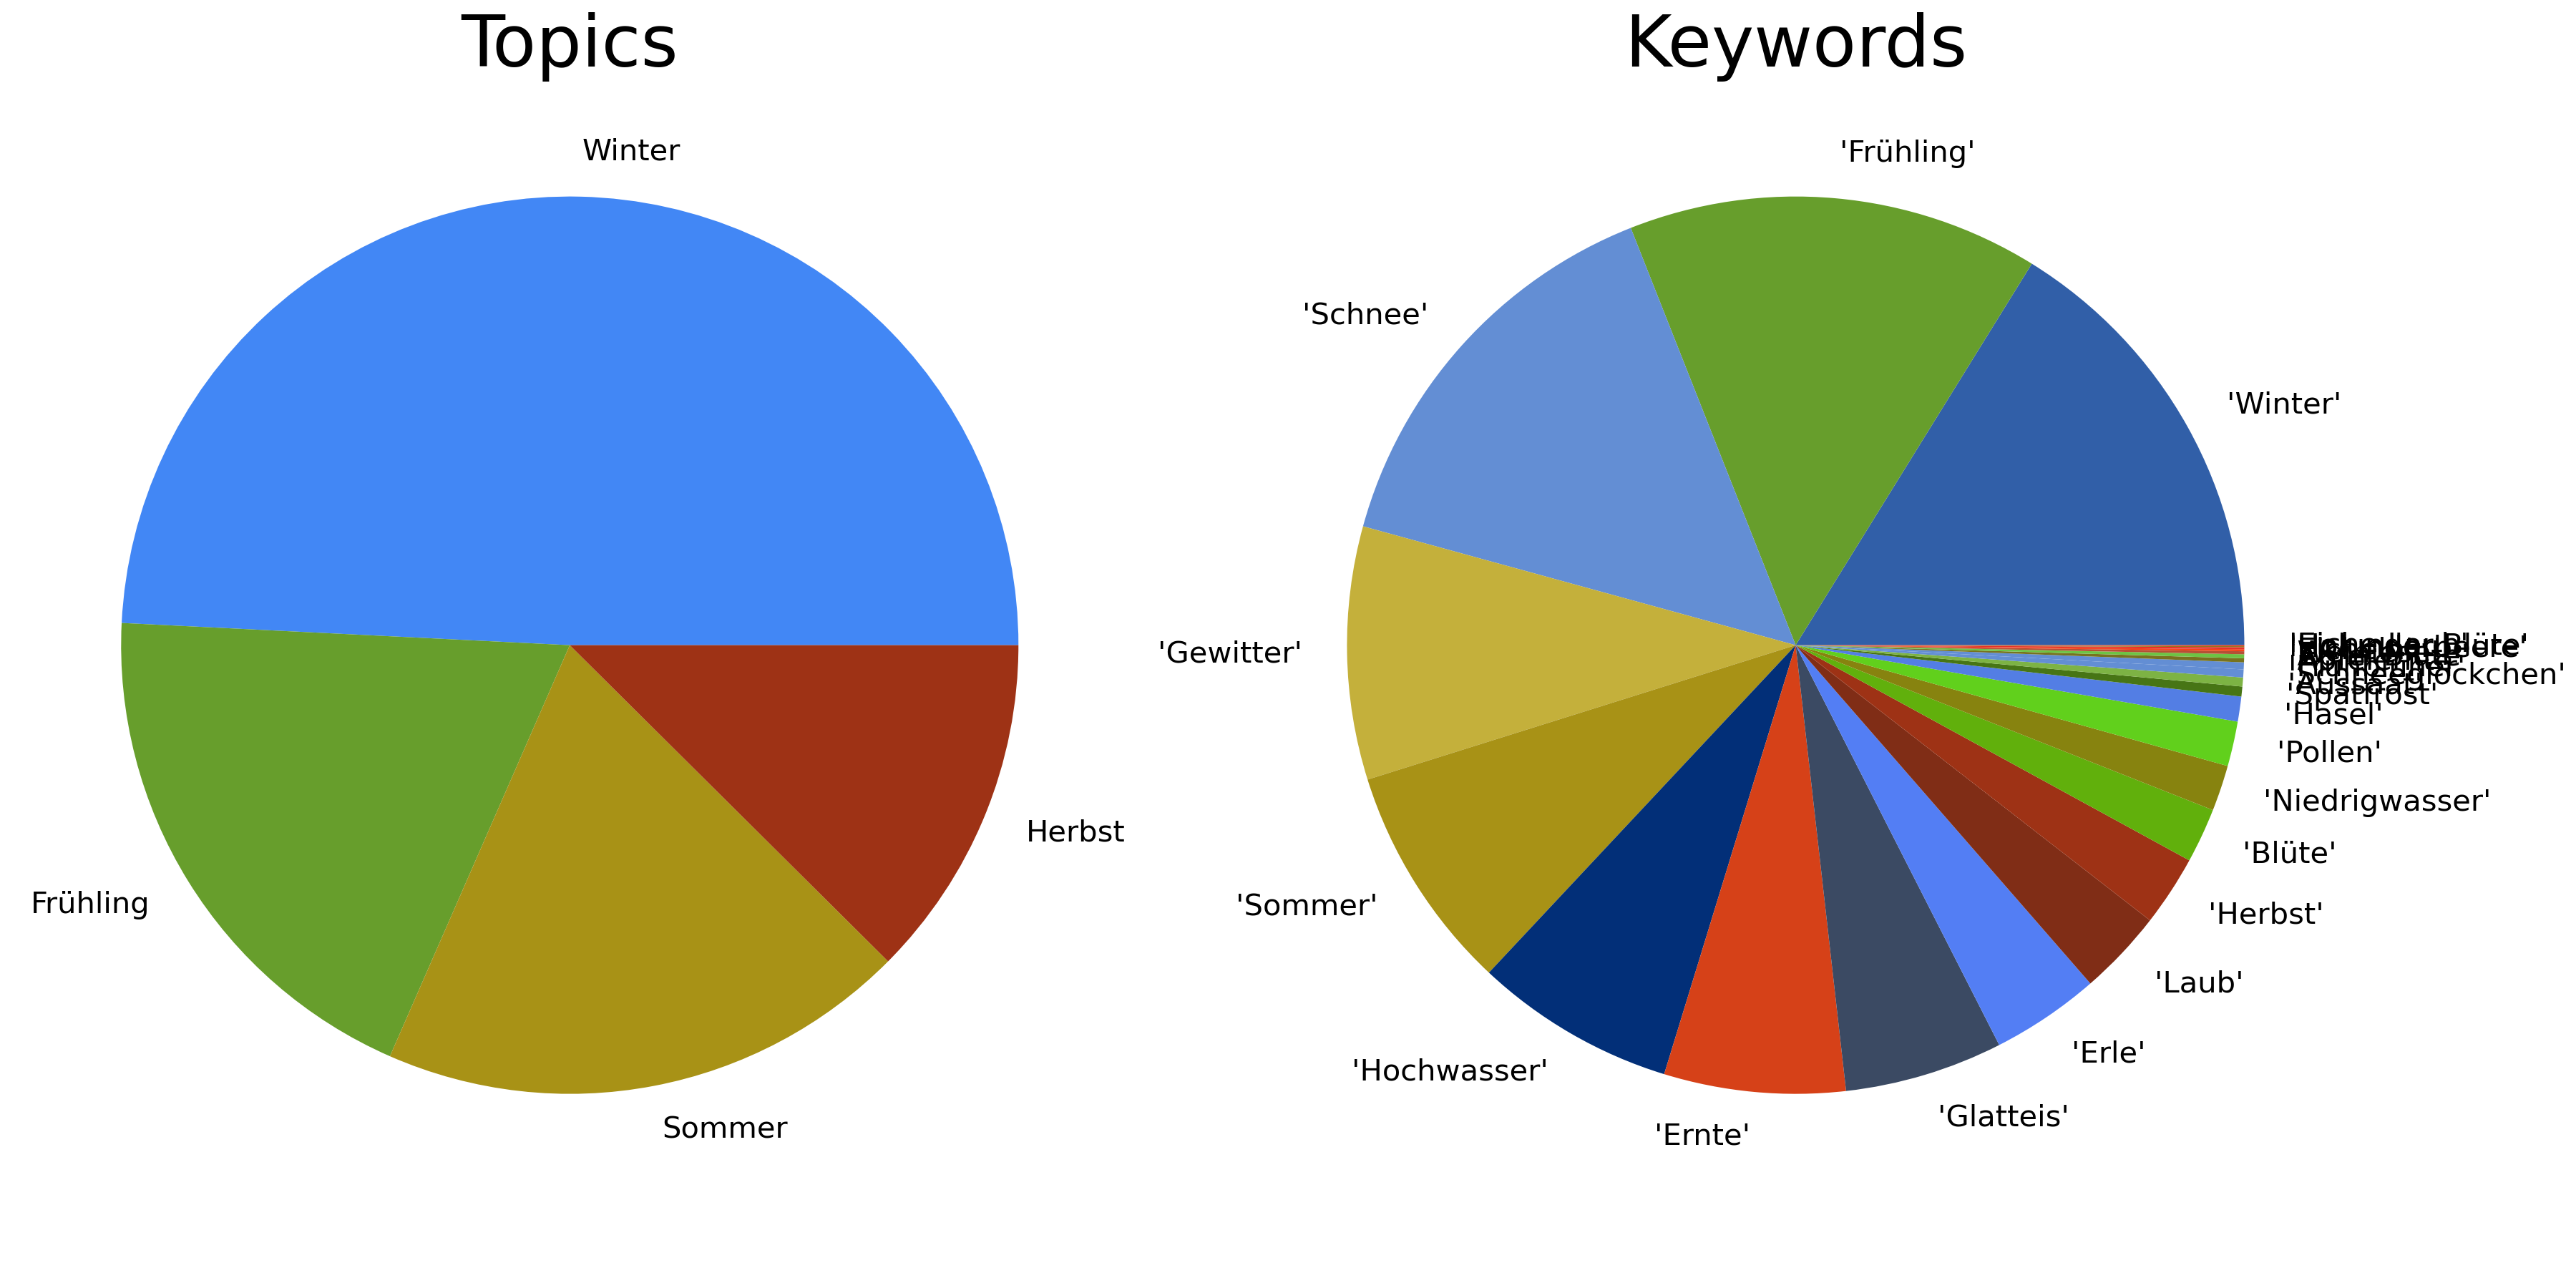 Topics
Winter
Frühling
Sommer
Herbst
Keywords
'Winter'
'Frühling'
'Schnee'
'Gewitter'
'Sommer'
'Hochwasser'
'Ernte'
'Glatteis'
'Erle'
'Laub'
'Herbst'
'Blüte'
'Niedrigwasser'
'Pollen'
'Hasel'
'Spätfrost'
'Aussaat'
'Schneeglöckchen'